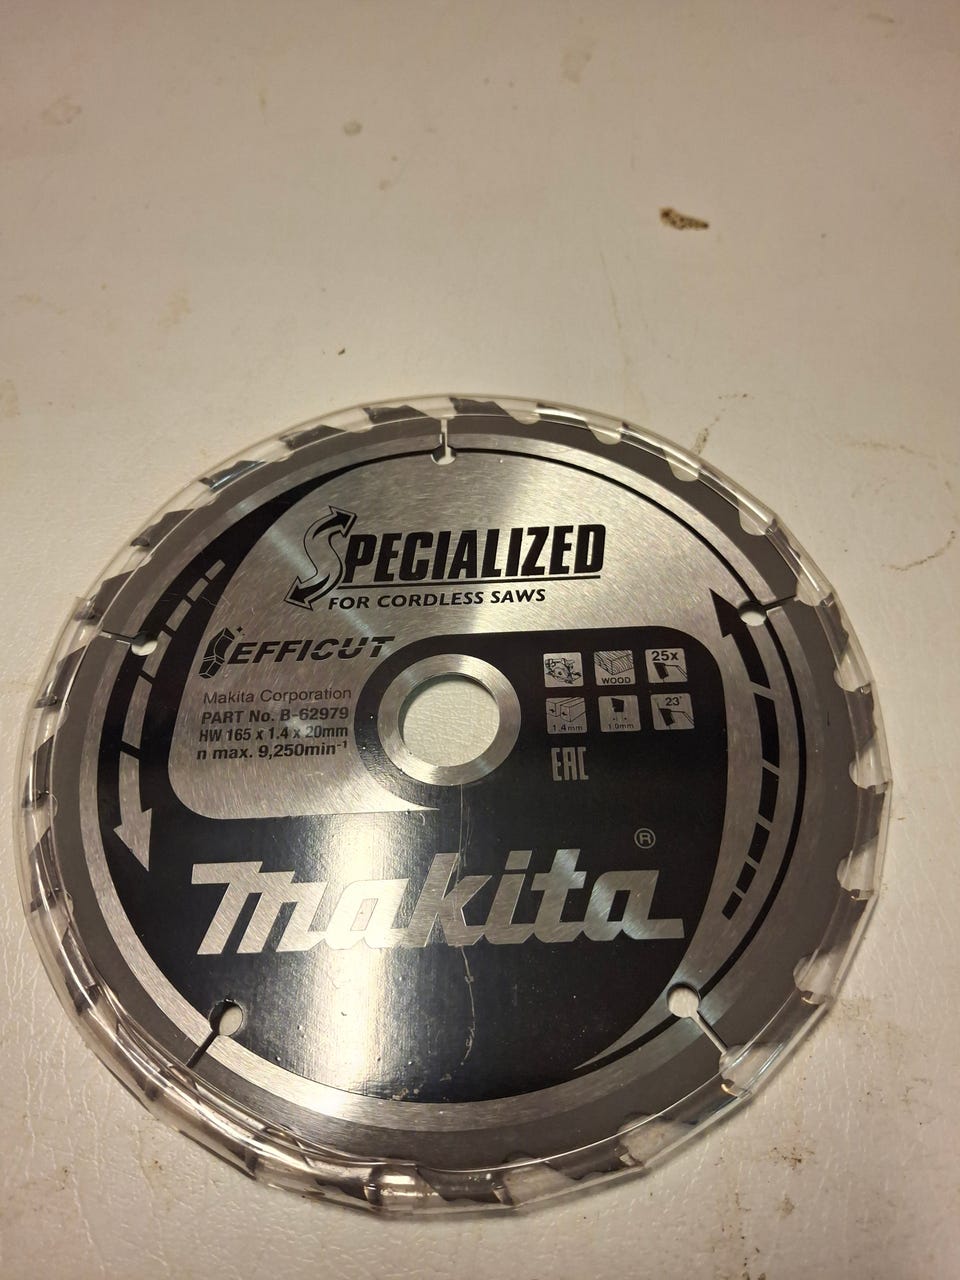 SPECIALIZED
FOR CORDLESS SAWS
EFFICUT
Makita Corporation
PART No. B-62979
HW 165 x 1.4 x 20mm
n max. 9,250min⁻¹
WOOD
25x
1.4mm
1.0mm
23°
EAC
makita®